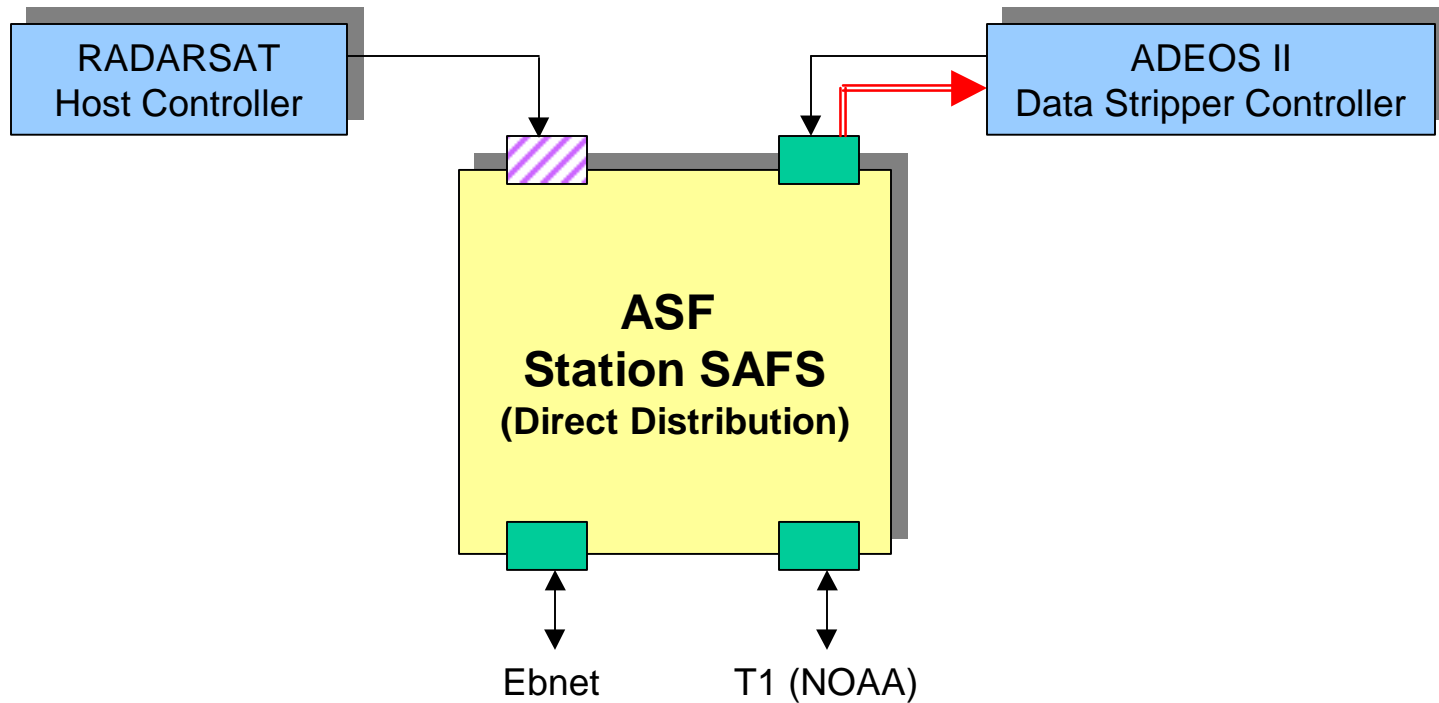 RADARSAT
Host Controller
ADEOS II
Data Stripper Controller
ASF
Station SAFS
(Direct Distribution)
Ebnet
T1 (NOAA)